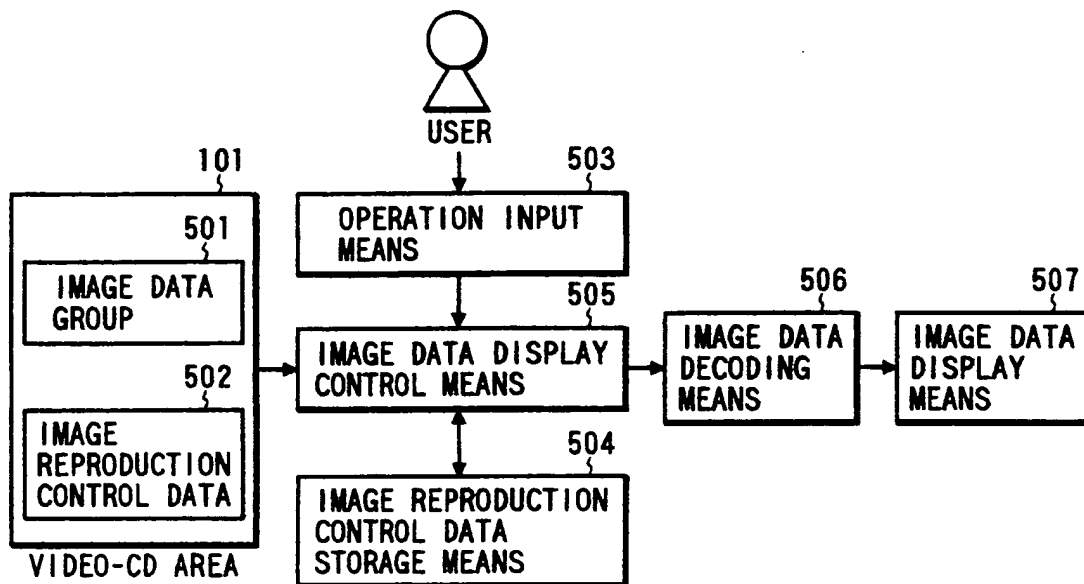 USER
101
503
OPERATION INPUT
MEANS
501
IMAGE DATA
GROUP
502
IMAGE
REPRODUCTION
CONTROL DATA
VIDEO-CD AREA
505
IMAGE DATA DISPLAY
CONTROL MEANS
504
IMAGE REPRODUCTION
CONTROL DATA
STORAGE MEANS
506
IMAGE DATA
DECODING
MEANS
507
IMAGE DATA
DISPLAY
MEANS